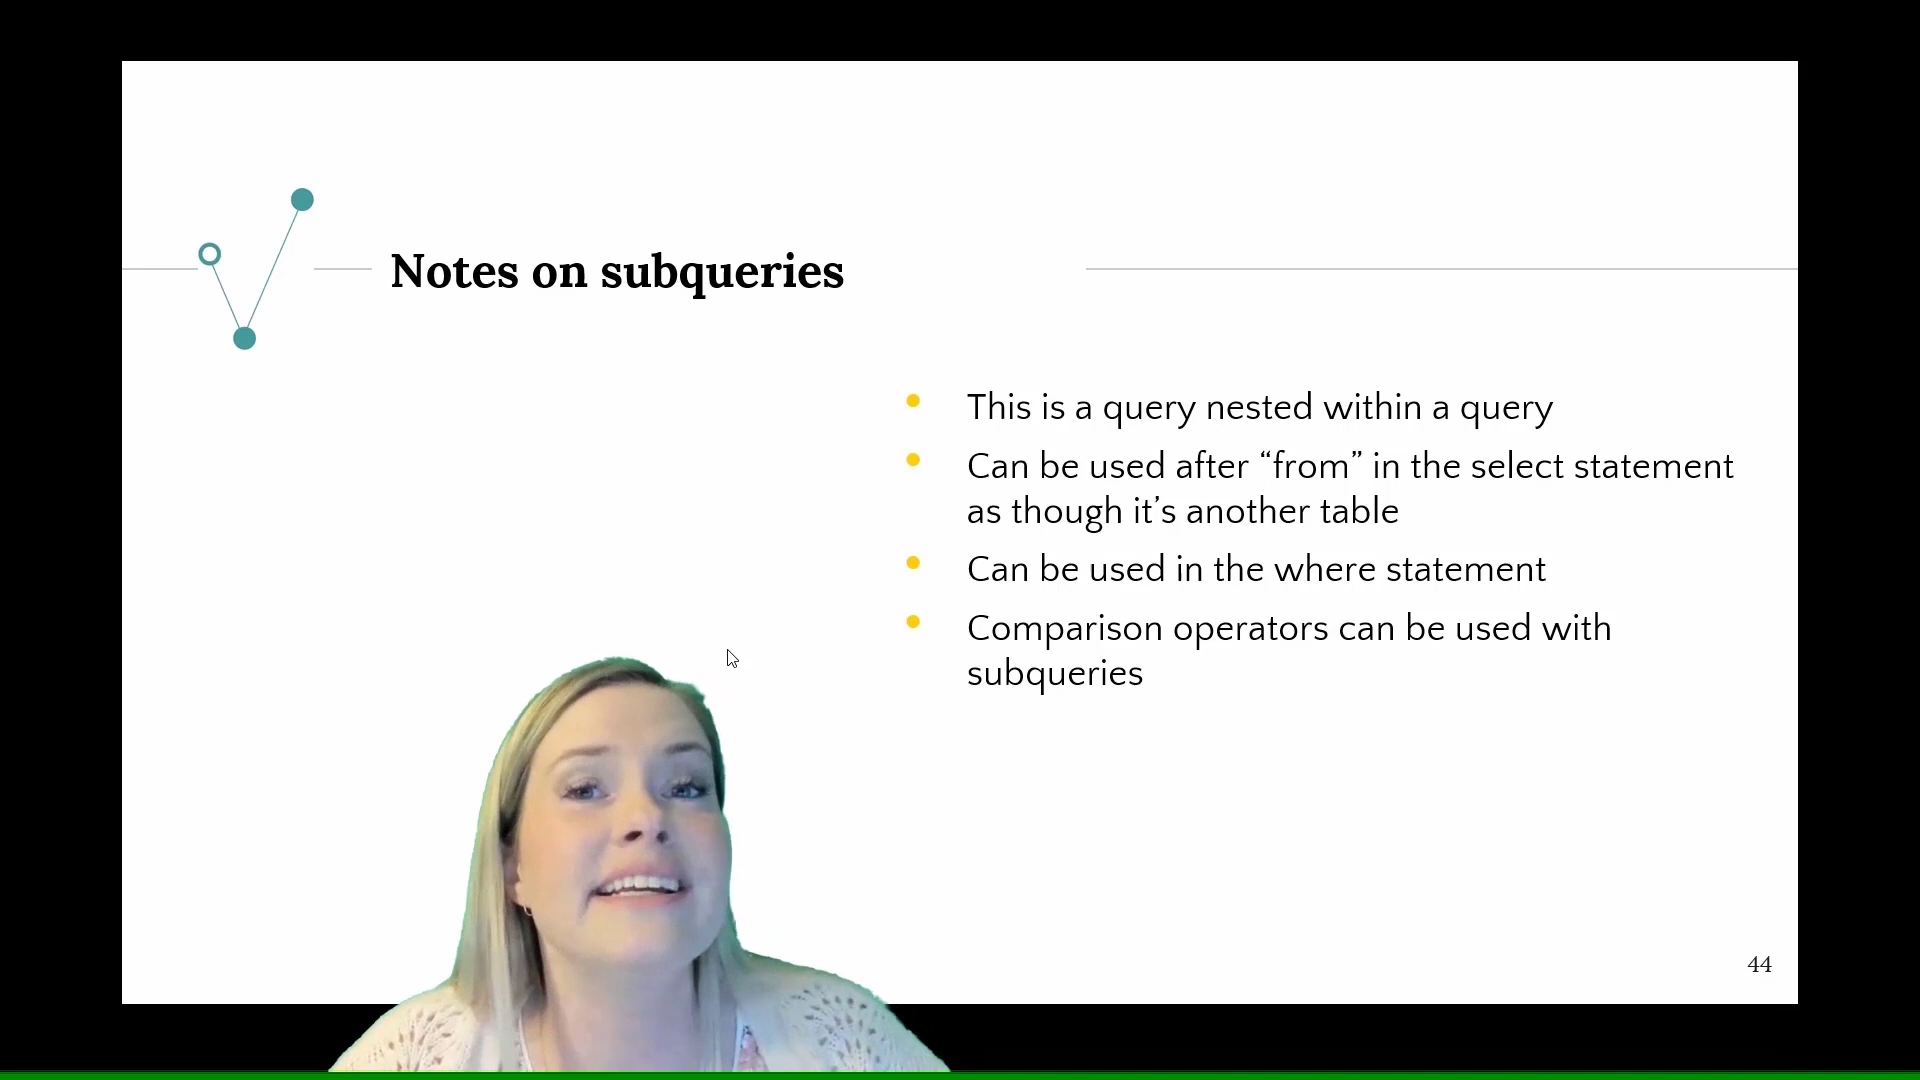 Notes on subqueries
This is a query nested within a query
Can be used after “from” in the select statement
as though it’s another table
Can be used in the where statement
Comparison operators can be used with
subqueries
44